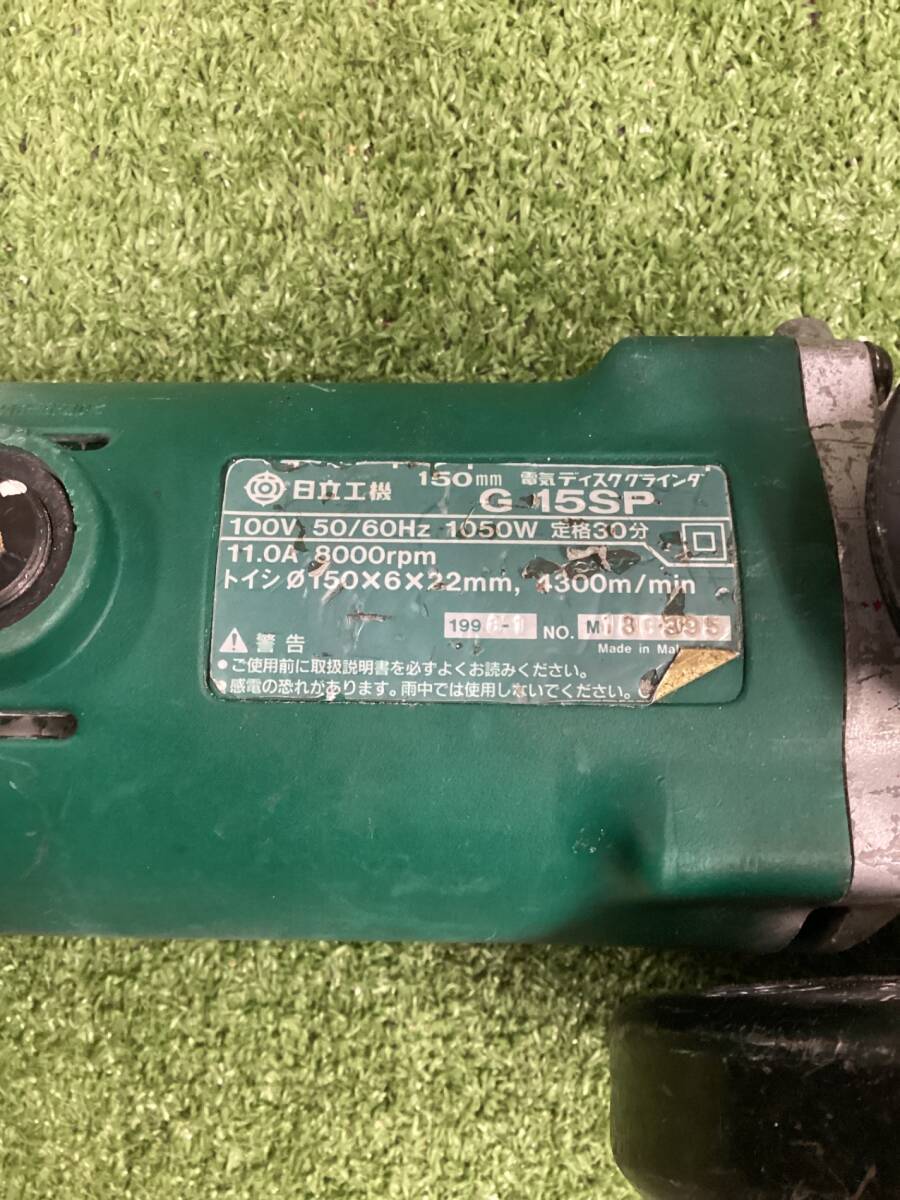 150mm 電気ディスクグラインダ
日立工機 G 15SP
100V 50/60Hz 1050W 定格30分
11.0A 8000rpm
トイシ Ø150×6×22mm, 4300m/min
NO.
Made in
警告
•ご使用前に取扱説明書を必ずよくお読みください。
•感電の恐れがあります。雨中では使用しないでください。